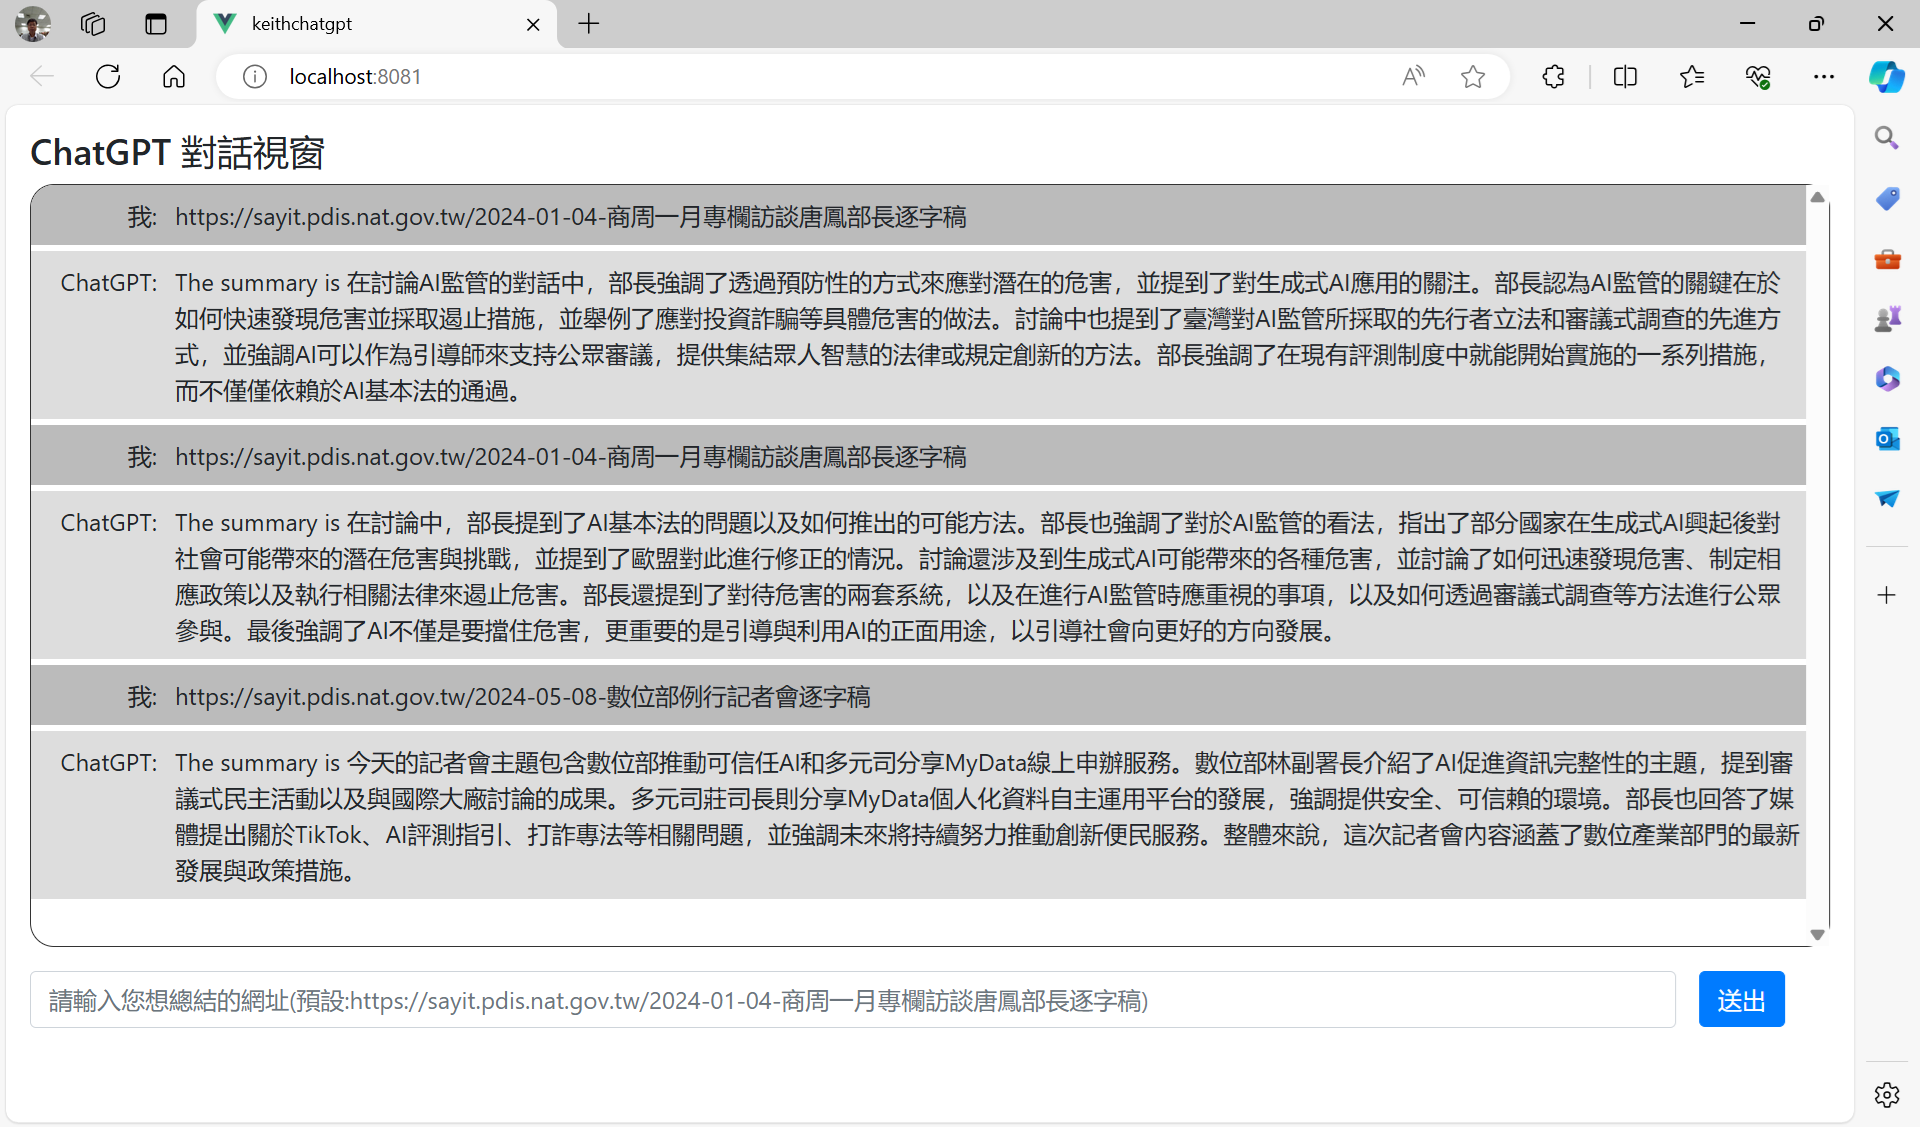 keithchatgpt
localhost:8081
ChatGPT 對話視窗
我: https://sayit.pdis.nat.gov.tw/2024-01-04-商周一月專欄訪談唐鳳部長逐字稿
ChatGPT: The summary is 在討論AI監管的對話中，部長強調了透過預防性的方式來應對潛在的危害，並提到了對生成式AI應用的關注。部長認為AI監管的關鍵在於
如何快速發現危害並採取遏止措施，並舉例了應對投資詐騙等具體危害的做法。討論中也提到了臺灣對AI監管所採取的先行者立法和審議式調查的先進方
式，並強調AI可以作為引導師來支持公眾審議，提供集結眾人智慧的法律或規定創新的方法。部長強調了在現有評測制度中就能開始實施的一系列措施，
而不僅僅依賴於AI基本法的通過。
我: https://sayit.pdis.nat.gov.tw/2024-01-04-商周一月專欄訪談唐鳳部長逐字稿
ChatGPT: The summary is 在討論中，部長提到了AI基本法的問題以及如何推出的可能方法。部長也強調了對於AI監管的看法，指出了部分國家在生成式AI興起後對
社會可能帶來的潛在危害與挑戰，並提到了歐盟對此進行修正的情況。討論還涉及到生成式AI可能帶來的各種危害，並討論了如何迅速發現危害、制定相
應政策以及執行相關法律來遏止危害。部長還提到了對待危害的兩套系統，以及在進行AI監管時應重視的事項，以及如何透過審議式調查等方法進行公眾
參與。最後強調了AI不僅是要擋住危害，更重要的是引導與利用AI的正面用途，以引導社會向更好的方向發展。
我: https://sayit.pdis.nat.gov.tw/2024-05-08-數位部例行記者會逐字稿
ChatGPT: The summary is 今天的記者會主題包含數位部推動可信任AI和多元司分享MyData線上申辦服務。數位部林副署長介紹了AI促進資訊完整性的主題，提到審
議式民主活動以及與國際大廠討論的成果。多元司莊司長則分享MyData個人化資料自主運用平台的發展，強調提供安全、可信賴的環境。部長也回答了媒
體提出關於TikTok、AI評測指引、打詐專法等相關問題，並強調未來將持續努力推動創新便民服務。整體來說，這次記者會內容涵蓋了數位產業部門的最新
發展與政策措施。
請輸入您想總結的網址(預設:https://sayit.pdis.nat.gov.tw/2024-01-04-商周一月專欄訪談唐鳳部長逐字稿)
送出